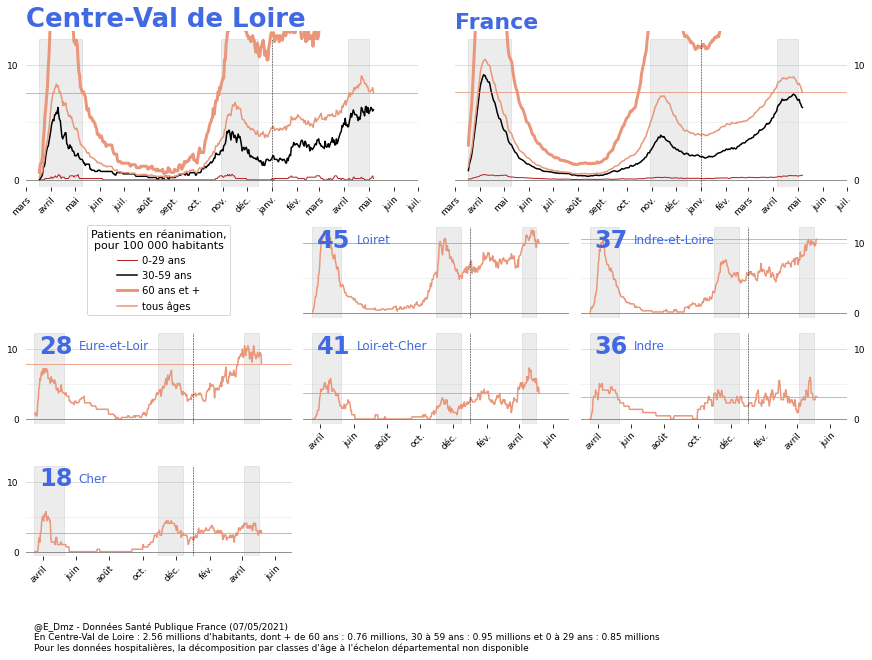 Centre-Val de Loire
France
10
0
10
0
mars avril mai juin juil. août sept. oct. nov. déc. janv. fév. mars avril mai juin juil.
mars avril mai juin juil. août sept. oct. nov. déc. janv. fév. mars avril mai juin juil.
Patients en réanimation,
pour 100 000 habitants
0-29 ans
30-59 ans
60 ans et +
tous âges
45 Loiret
37 Indre-et-Loire
10
0
28 Eure-et-Loir
41 Loir-et-Cher
36 Indre
10
0
10
0
avril juin août oct. déc. fév. avril juin
avril juin août oct. déc. fév. avril juin
18 Cher
10
0
avril juin août oct. déc. fév. avril juin
@E_Dmz - Données Santé Publique France (07/05/2021)
En Centre-Val de Loire : 2.56 millions d'habitants, dont + de 60 ans : 0.76 millions, 30 à 59 ans : 0.95 millions et 0 à 29 ans : 0.85 millions
Pour les données hospitalières, la décomposition par classes d'âge à l'échelon départemental non disponible